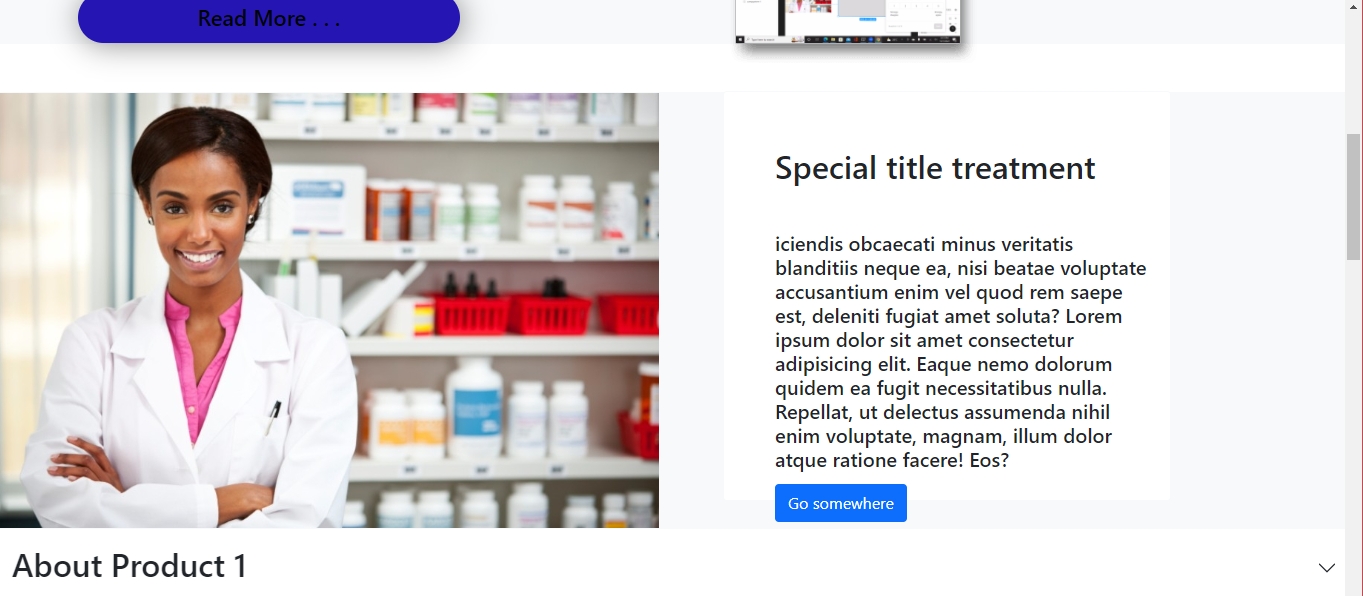 Read More . . .
Special title treatment
iciendis obcaecati minus veritatis
blanditiis neque ea, nisi beatae voluptate
accusantium enim vel quod rem saepe
est, deleniti fugiat amet soluta? Lorem
ipsum dolor sit amet consectetur
adipisicing elit. Eaque nemo dolorum
quidem ea fugit necessitatibus nulla.
Repellat, ut delectus assumenda nihil
enim voluptate, magnam, illum dolor
atque ratione facere! Eos?
Go somewhere
About Product 1